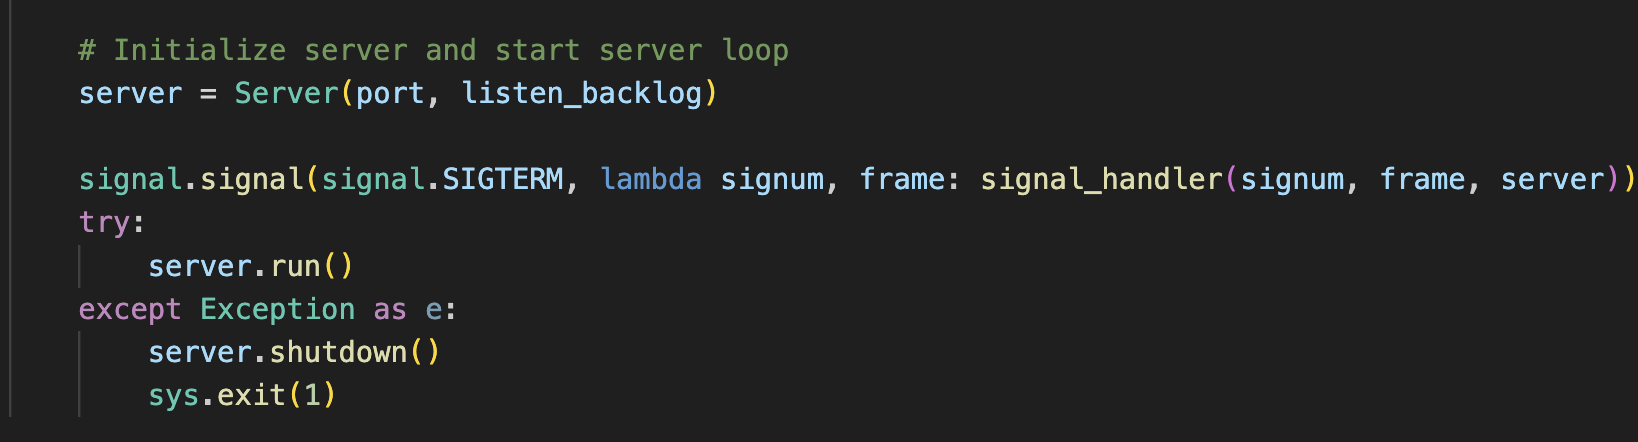 # Initialize server and start server loop
server = Server(port, listen_backlog)
signal.signal(signal.SIGTERM, lambda signum, frame: signal_handler(signum, frame, server))
try:
    server.run()
except Exception as e:
    server.shutdown()
    sys.exit(1)